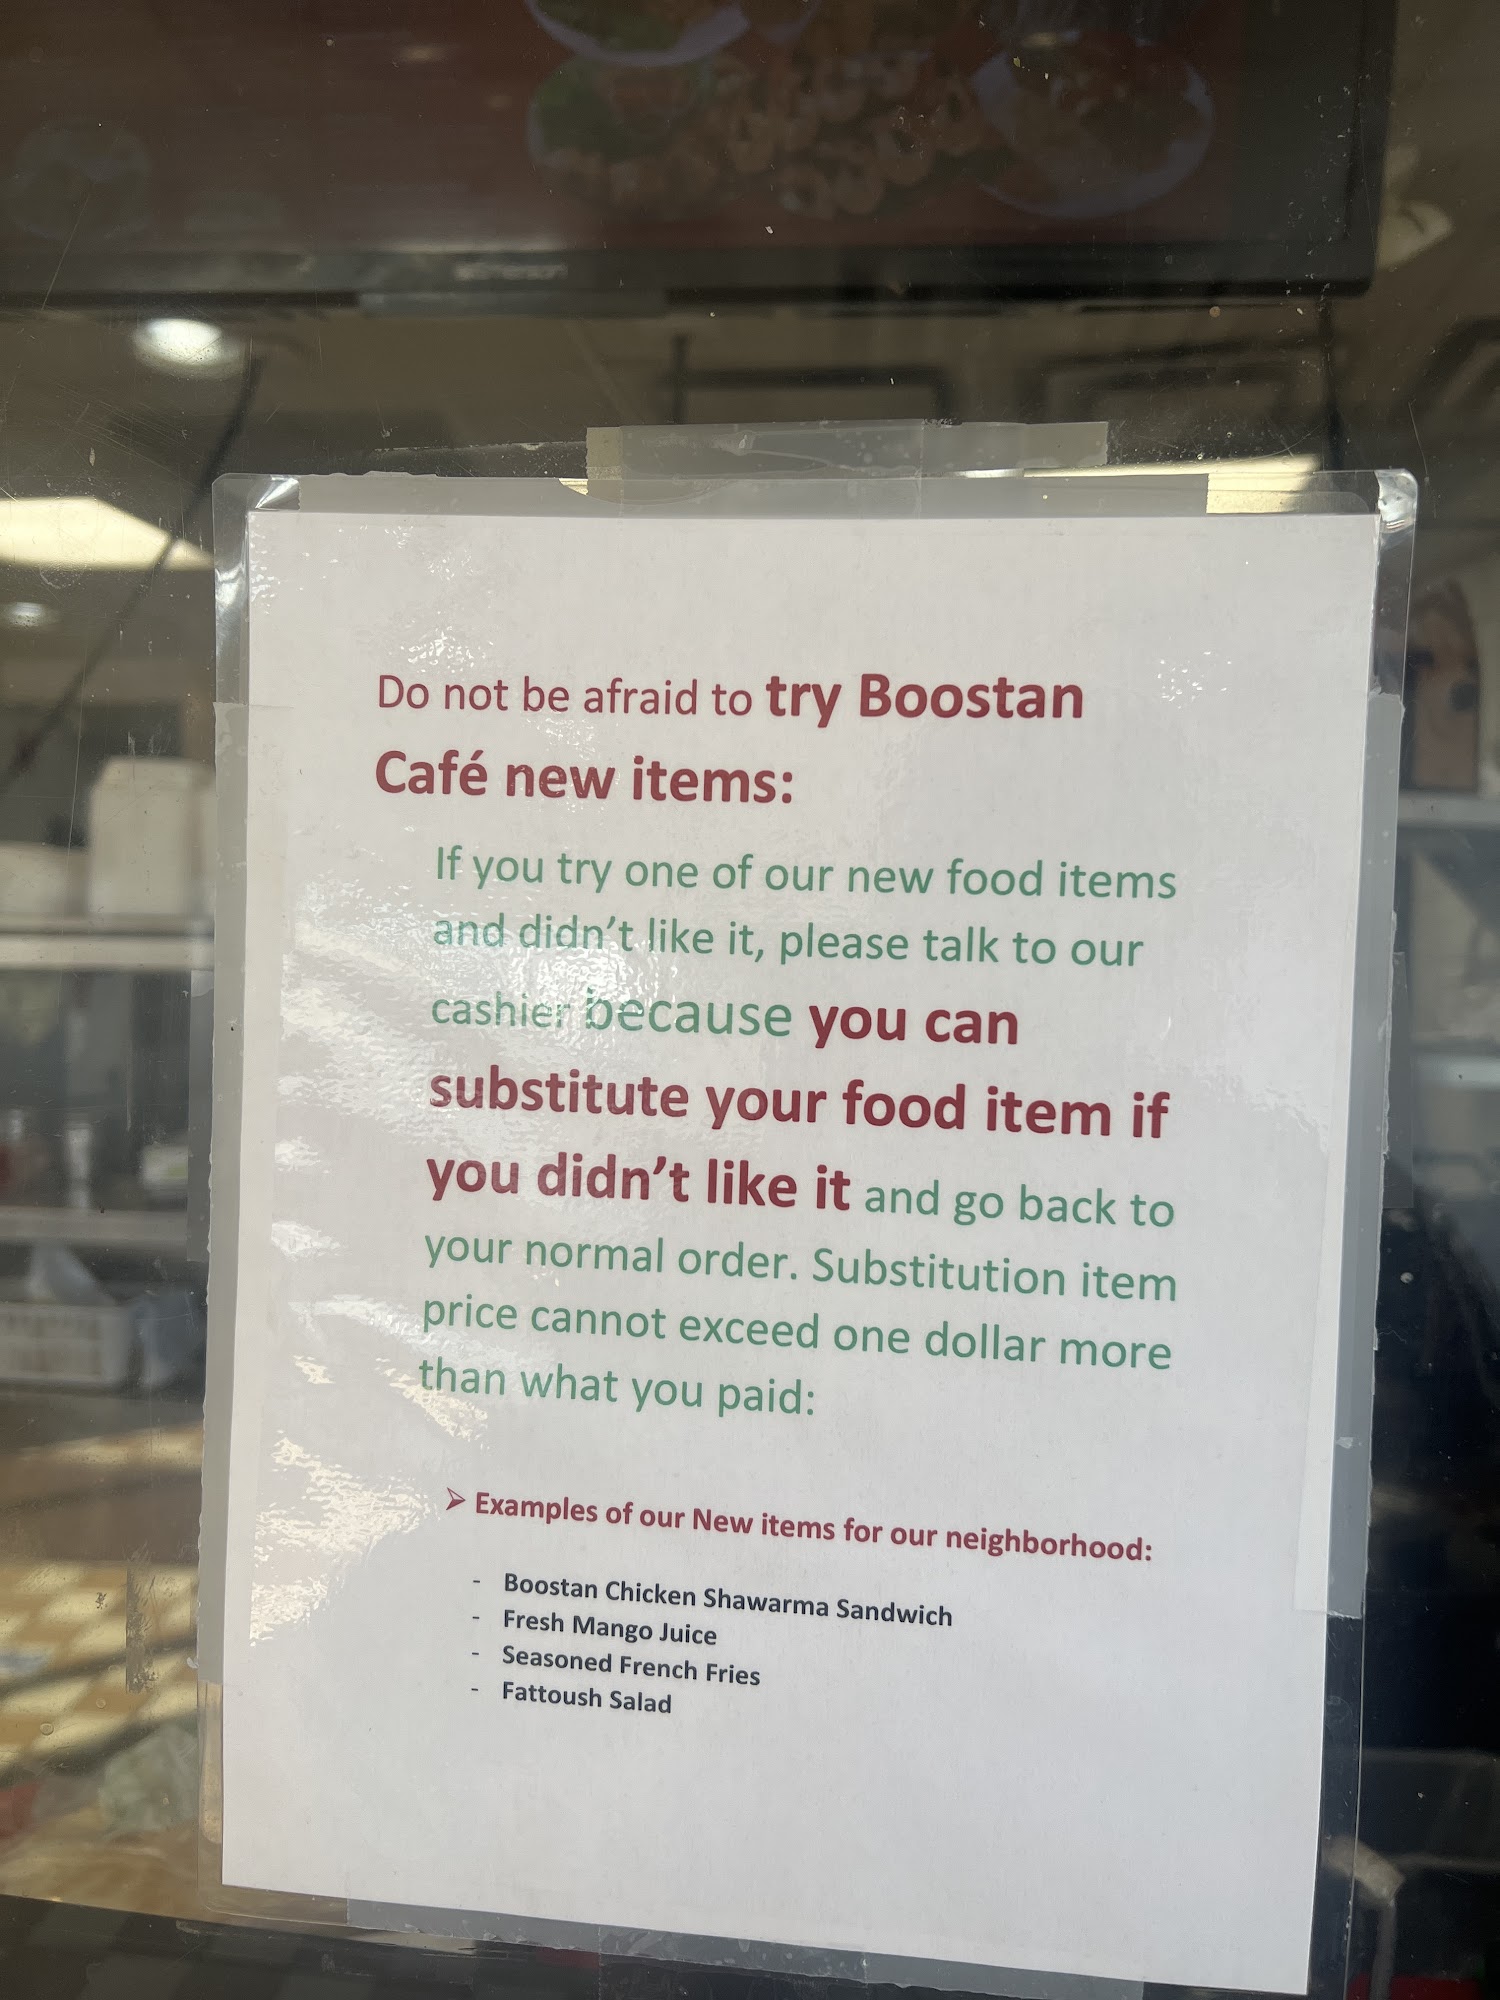 Emerson
Do not be afraid to try Boostan
Café new items:
If you try one of our new food items
and didn't like it, please talk to our
cashier because you can
substitute your food item if
you didn't like it and go back to
your normal order. Substitution item
price cannot exceed one dollar more
than what you paid:
➢ Examples of our New items for our neighborhood:
- Boostan Chicken Shawarma Sandwich
- Fresh Mango Juice
- Seasoned French Fries
- Fattoush Salad